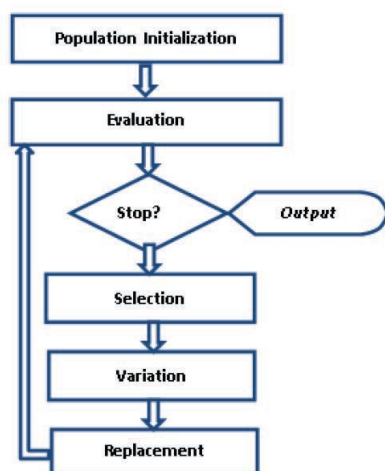 Population Initialization
Evaluation
Stop?
Output
Selection
Variation
Replacement